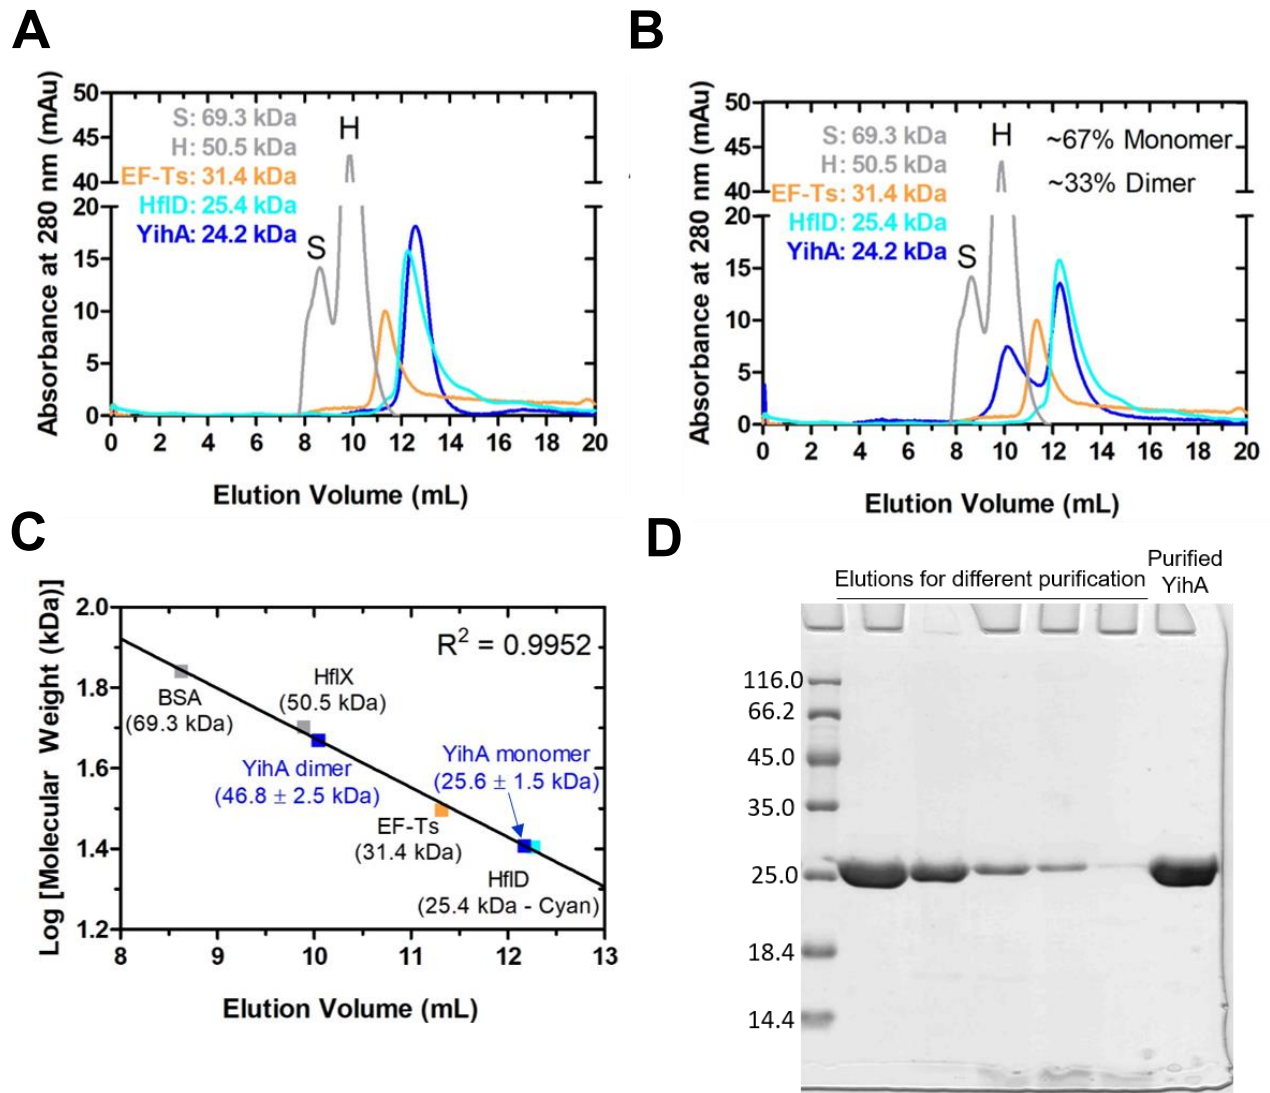 A
Absorbance at 280 nm (mAu)
50
45
40
20
15
10
5
0
S: 69.3 kDa
H: 50.5 kDa
EF-Ts: 31.4 kDa
HflD: 25.4 kDa
YihA: 24.2 kDa
S
H
0 2 4 6 8 10 12 14 16 18 20
Elution Volume (mL)
B
Absorbance at 280 nm (mAu)
50
45
40
20
15
10
5
0
S: 69.3 kDa
H: 50.5 kDa
EF-Ts: 31.4 kDa
HflD: 25.4 kDa
YihA: 24.2 kDa
S
H
~67% Monomer
~33% Dimer
0 2 4 6 8 10 12 14 16 18 20
Elution Volume (mL)
C
Log [Molecular Weight (kDa)]
2.0
1.8
1.6
1.4
1.2
R2 = 0.9952
BSA
(69.3 kDa)
HflX
(50.5 kDa)
YihA dimer
(46.8 ± 2.5 kDa)
YihA monomer
(25.6 ± 1.5 kDa)
EF-Ts
(31.4 kDa)
HflD
(25.4 kDa - Cyan)
8 9 10 11 12 13
Elution Volume (mL)
D
Elutions for different purification
Purified
YihA
116.0
66.2
45.0
35.0
25.0
18.4
14.4